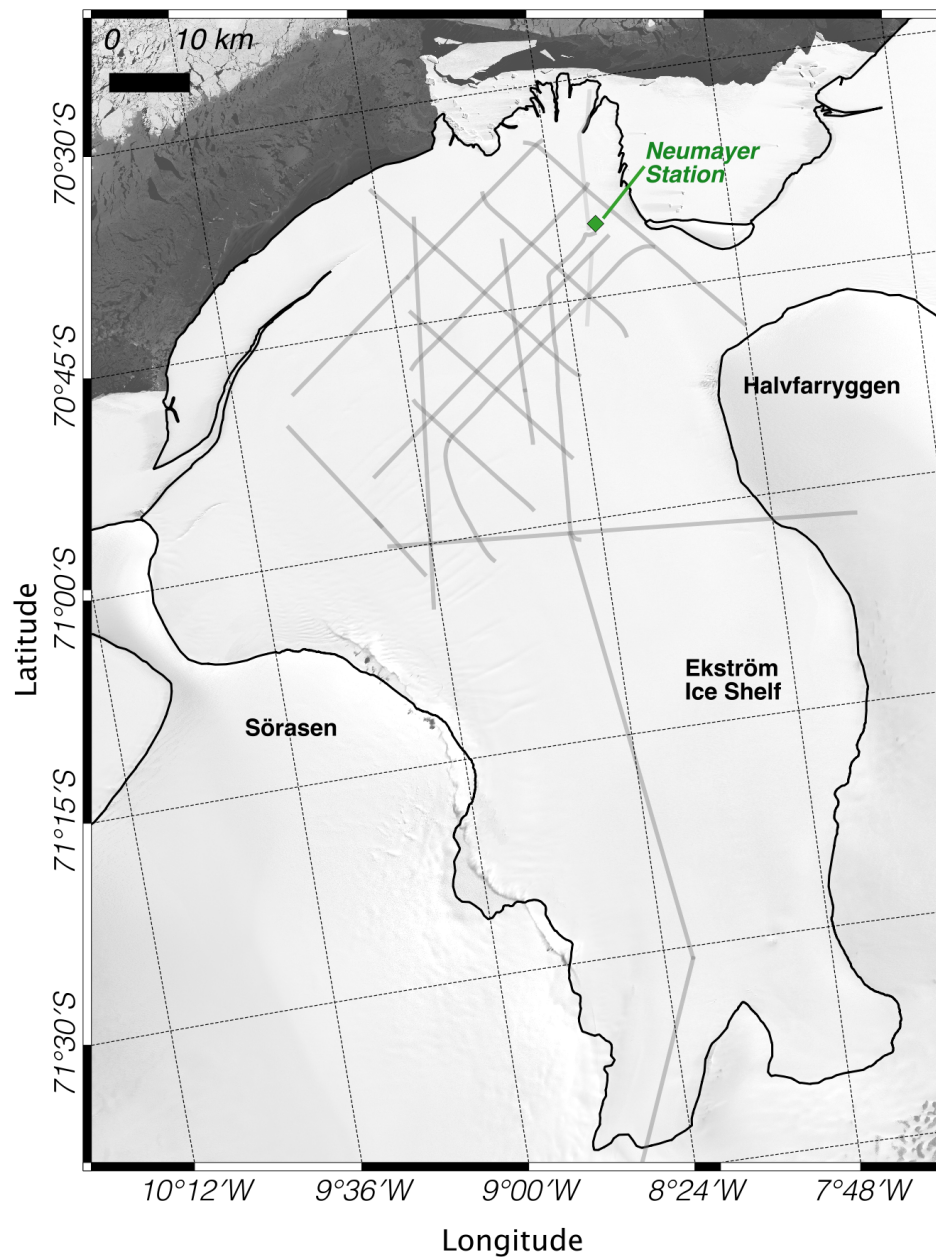 0 10 km
Neumayer
Station
70°30′S
70°45′S
Halvfarryggen
71°00′S
Latitude
Ekström
Ice Shelf
Sörasen
71°15′S
71°30′S
10°12′W 9°36′W 9°00′W 8°24′W 7°48′W
Longitude